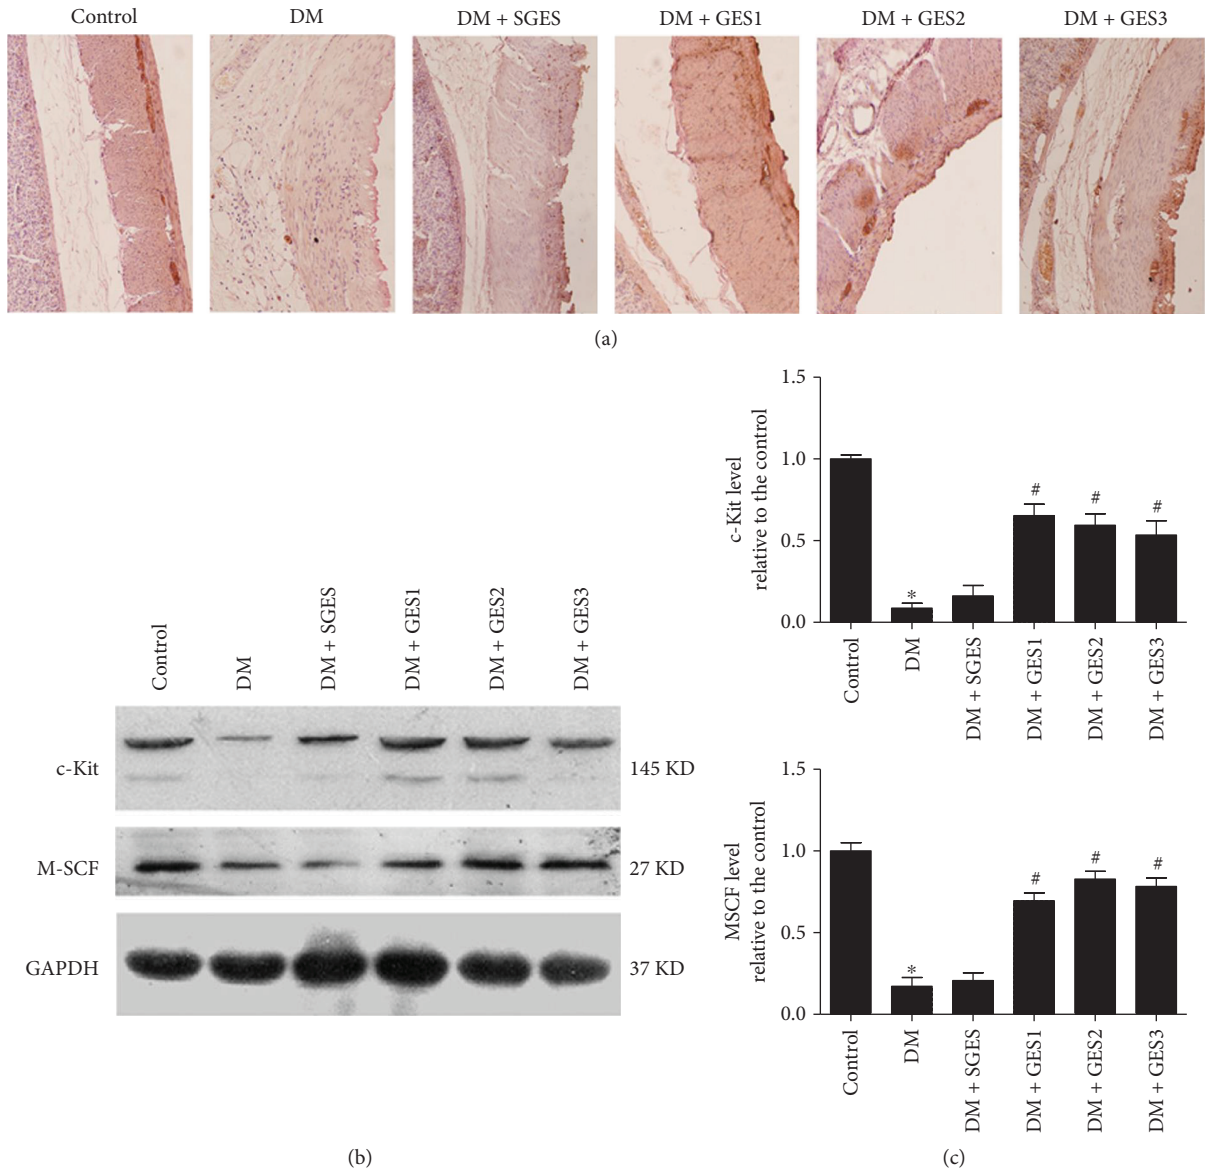 Control
DM
DM + SGES
DM + GES1
DM + GES2
DM + GES3
(a)
Control
DM
DM + SGES
DM + GES1
DM + GES2
DM + GES3
c-Kit
145 KD
M-SCF
27 KD
GAPDH
37 KD
(b)
c-Kit level
relative to the control
1.5
1.0
0.5
0.0
*
#
#
#
Control
DM
DM + SGES
DM + GES1
DM + GES2
DM + GES3
MSCF level
relative to the control
1.5
1.0
0.5
0.0
*
#
#
#
Control
DM
DM + SGES
DM + GES1
DM + GES2
DM + GES3
(c)